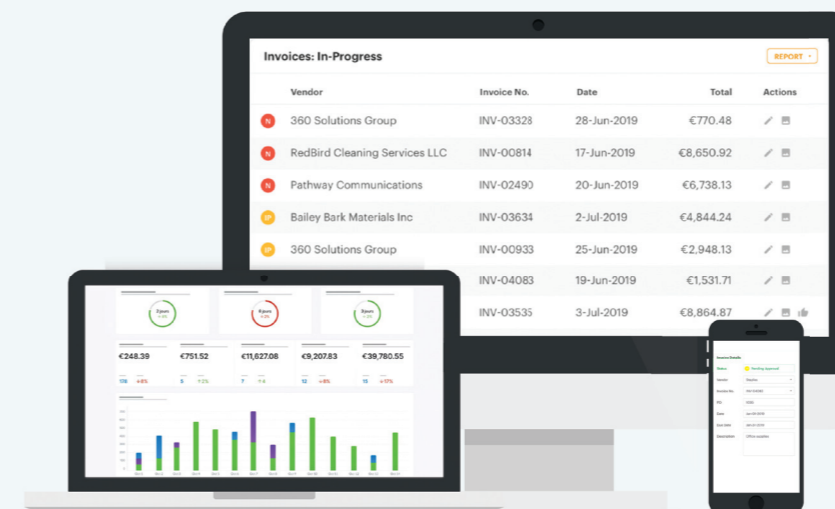 Invoices: In-Progress
REPORT
Vendor Invoice No. Date Total Actions
N 360 Solutions Group INV-03328 28-Jun-2019 €770.48
N RedBird Cleaning Services LLC INV-00814 17-Jun-2019 €8,650.92
N Pathway Communications INV-02490 20-Jun-2019 €6,738.13
IP Bailey Bark Materials Inc INV-03634 2-Jul-2019 €4,844.24
IP 360 Solutions Group INV-00933 25-Jun-2019 €2,948.13
INV-04083 19-Jun-2019 €1,531.71
INV-03535 3-Jul-2019 €8,864.87
€248.39 €751.52 €11,627.08 €9,207.83 €39,780.55
Invoice Details
Status Pending Approval
Vendor Staples
Invoice No.
PO
Date
Due Date
Description Office supplies